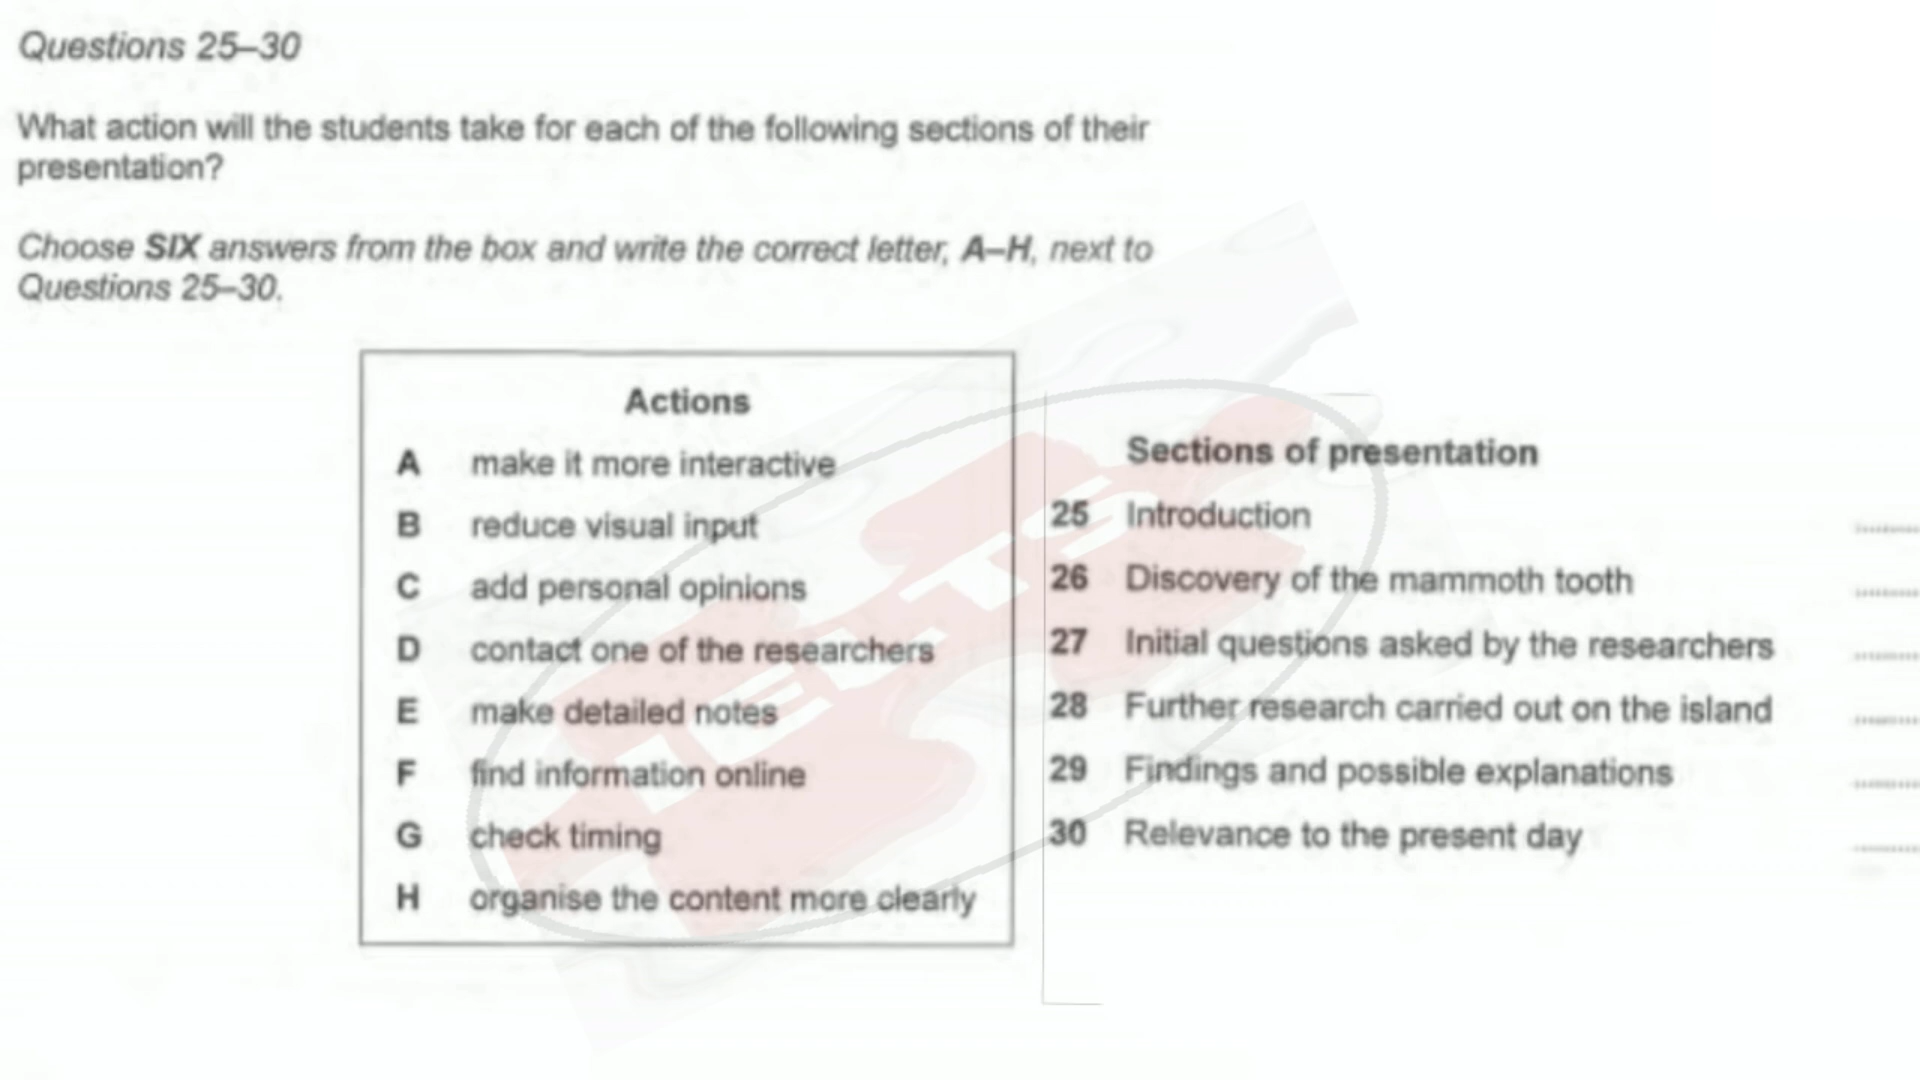 Questions 25–30
What action will the students take for each of the following sections of their
presentation?
Choose SIX answers from the box and write the correct letter, A–H, next to
Questions 25–30.
Actions
A make it more interactive
B reduce visual input
C add personal opinions
D contact one of the researchers
E make detailed notes
F find information online
G check timing
H organise the content more clearly
Sections of presentation
25 Introduction ..........
26 Discovery of the mammoth tooth ..........
27 Initial questions asked by the researchers ..........
28 Further research carried out on the island ..........
29 Findings and possible explanations ..........
30 Relevance to the present day ..........
IELTS